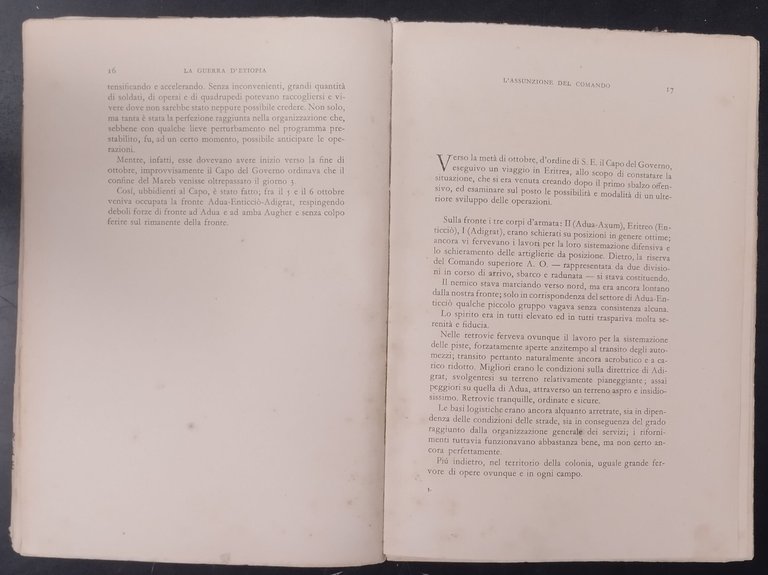 16
LA GUERRA D'ETIOPIA
tensificando e accelerando. Senza inconvenienti, grandi quantità
di soldati, di operai e di quadrupedi potevano raccogliersi e vi-
vere dove non sarebbe stato neppure possibile credere. Non solo,
ma tanta è stata la perfezione raggiunta nella organizzazione che,
sebbene con qualche lieve perturbamento nel programma pre-
stabilito, fu, ad un certo momento, possibile anticipare le ope-
razioni.
Mentre, infatti, esse dovevano avere inizio verso la fine di
ottobre, improvvisamente il Capo del Governo ordinava che il
confine del Mareb venisse oltrepassato il giorno 3
Cosí, ubbidienti al Capo, è stato fatto; fra il 5 e il 6 ottobre
veniva occupata la fronte Adua-Enticciò-Adigrat, respingendo
deboli forze di fronte ad Adua e ad amba Augher e senza colpo
ferire sul rimanente della fronte.
L'ASSUNZIONE DEL COMANDO
17
Verso la metà di ottobre, d'ordine di S. E. il Capo del Governo,
eseguivo un viaggio in Eritrea, allo scopo di constatare la
situazione, che si era venuta creando dopo il primo sbalzo offen-
sivo, ed esaminare sul posto le possibilità e modalità di un ul-
teriore sviluppo delle operazioni.
Sulla fronte i tre corpi d'armata: II (Adua-Axum), Eritreo (En-
ticciò), I (Adigrat), erano schierati su posizioni in genere ottime;
ancora vi fervevano i lavori per la loro sistemazione difensiva e
lo schieramento delle artiglierie da posizione. Dietro, la riserva
del Comando superiore A. O. — rappresentata da due divisio-
ni in corso di arrivo, sbarco e radunata — si stava costituendo.
Il nemico stava marciando verso nord, ma era ancora lontano
dalla nostra fronte; solo in corrispondenza del settore di Adua-En-
ticciò qualche piccolo gruppo vagava senza consistenza alcuna.
Lo spirito era in tutti elevato ed in tutti traspariva molta se-
renità e fiducia.
Nelle retrovie ferveva ovunque il lavoro per la sistemazione
delle piste, forzatamente aperte anzitempo al transito degli auto-
mezzi; transito pertanto naturalmente ancora acrobatico e a ca-
rico ridotto. Migliori erano le condizioni sulla direttrice di Adi-
grat, svolgentesi su terreno relativamente pianeggiante; assai
peggiori su quella di Adua, attraverso un terreno aspro e insidio-
sissimo. Retrovie tranquille, ordinate e sicure.
Le basi logistiche erano ancora alquanto arretrate, sia in dipen-
denza delle condizioni delle strade, sia in conseguenza del grado
raggiunto dalla organizzazione generale dei servizi; i riforni-
menti tuttavia funzionavano abbastanza bene, ma non certo an-
cora perfettamente.
Piú indietro, nel territorio della colonia, uguale grande fer-
vore di opere ovunque e in ogni campo.